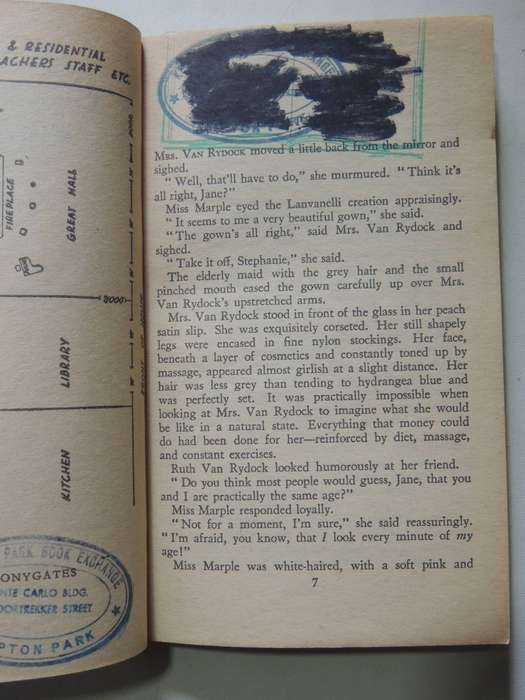 & RESIDENTIAL
TEACHERS STAFF ETC.
FIREPLACE
GREAT HALL
DOOR
DOOR
LIBRARY
KITCHEN
PARK BOOK EXCHANGE
ONYGATES
NTE CARLO BLDG.
OORTREKKER STREET
PTON PARK
MRS. VAN RYDOCK moved a little back from the mirror and
sighed.
"Well, that'll have to do," she murmured. "Think it's
all right, Jane?"
Miss Marple eyed the Lanvanelli creation appraisingly.
"It seems to me a very beautiful gown," she said.
"The gown's all right," said Mrs. Van Rydock and
sighed.
"Take it off, Stephanie," she said.
The elderly maid with the grey hair and the small
pinched mouth eased the gown carefully up over Mrs.
Van Rydock's upstretched arms.
Mrs. Van Rydock stood in front of the glass in her peach
satin slip. She was exquisitely corseted. Her still shapely
legs were encased in fine nylon stockings. Her face,
beneath a layer of cosmetics and constantly toned up by
massage, appeared almost girlish at a slight distance. Her
hair was less grey than tending to hydrangea blue and
was perfectly set. It was practically impossible when
looking at Mrs. Van Rydock to imagine what she would
be like in a natural state. Everything that money could
do had been done for her—reinforced by diet, massage,
and constant exercises.
Ruth Van Rydock looked humorously at her friend.
"Do you think most people would guess, Jane, that you
and I are practically the same age?"
Miss Marple responded loyally.
"Not for a moment, I'm sure," she said reassuringly.
"I'm afraid, you know, that I look every minute of my
age!"
Miss Marple was white-haired, with a soft pink and
7